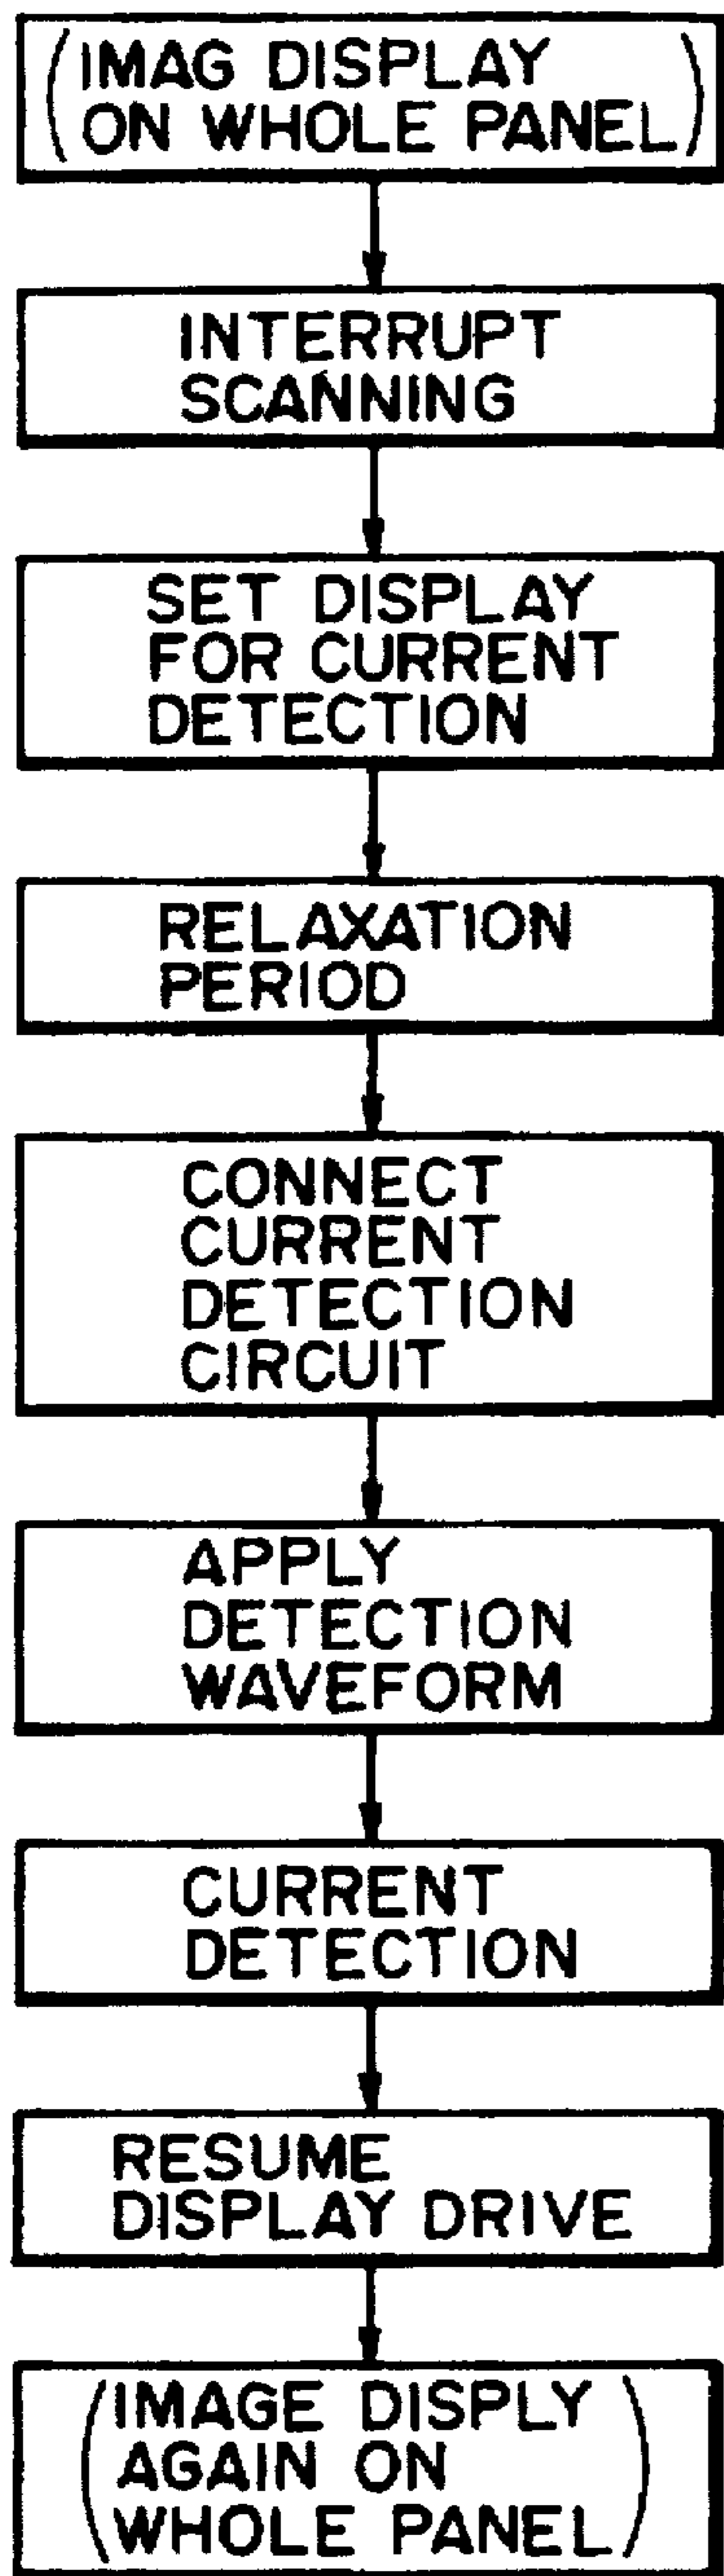 (IMAG DISPLAY
ON WHOLE PANEL)
INTERRUPT
SCANNING
SET DISPLAY
FOR CURRENT
DETECTION
RELAXATION
PERIOD
CONNECT
CURRENT
DETECTION
CIRCUIT
APPLY
DETECTION
WAVEFORM
CURRENT
DETECTION
RESUME
DISPLAY DRIVE
(IMAGE DISPLY
AGAIN ON
WHOLE PANEL)